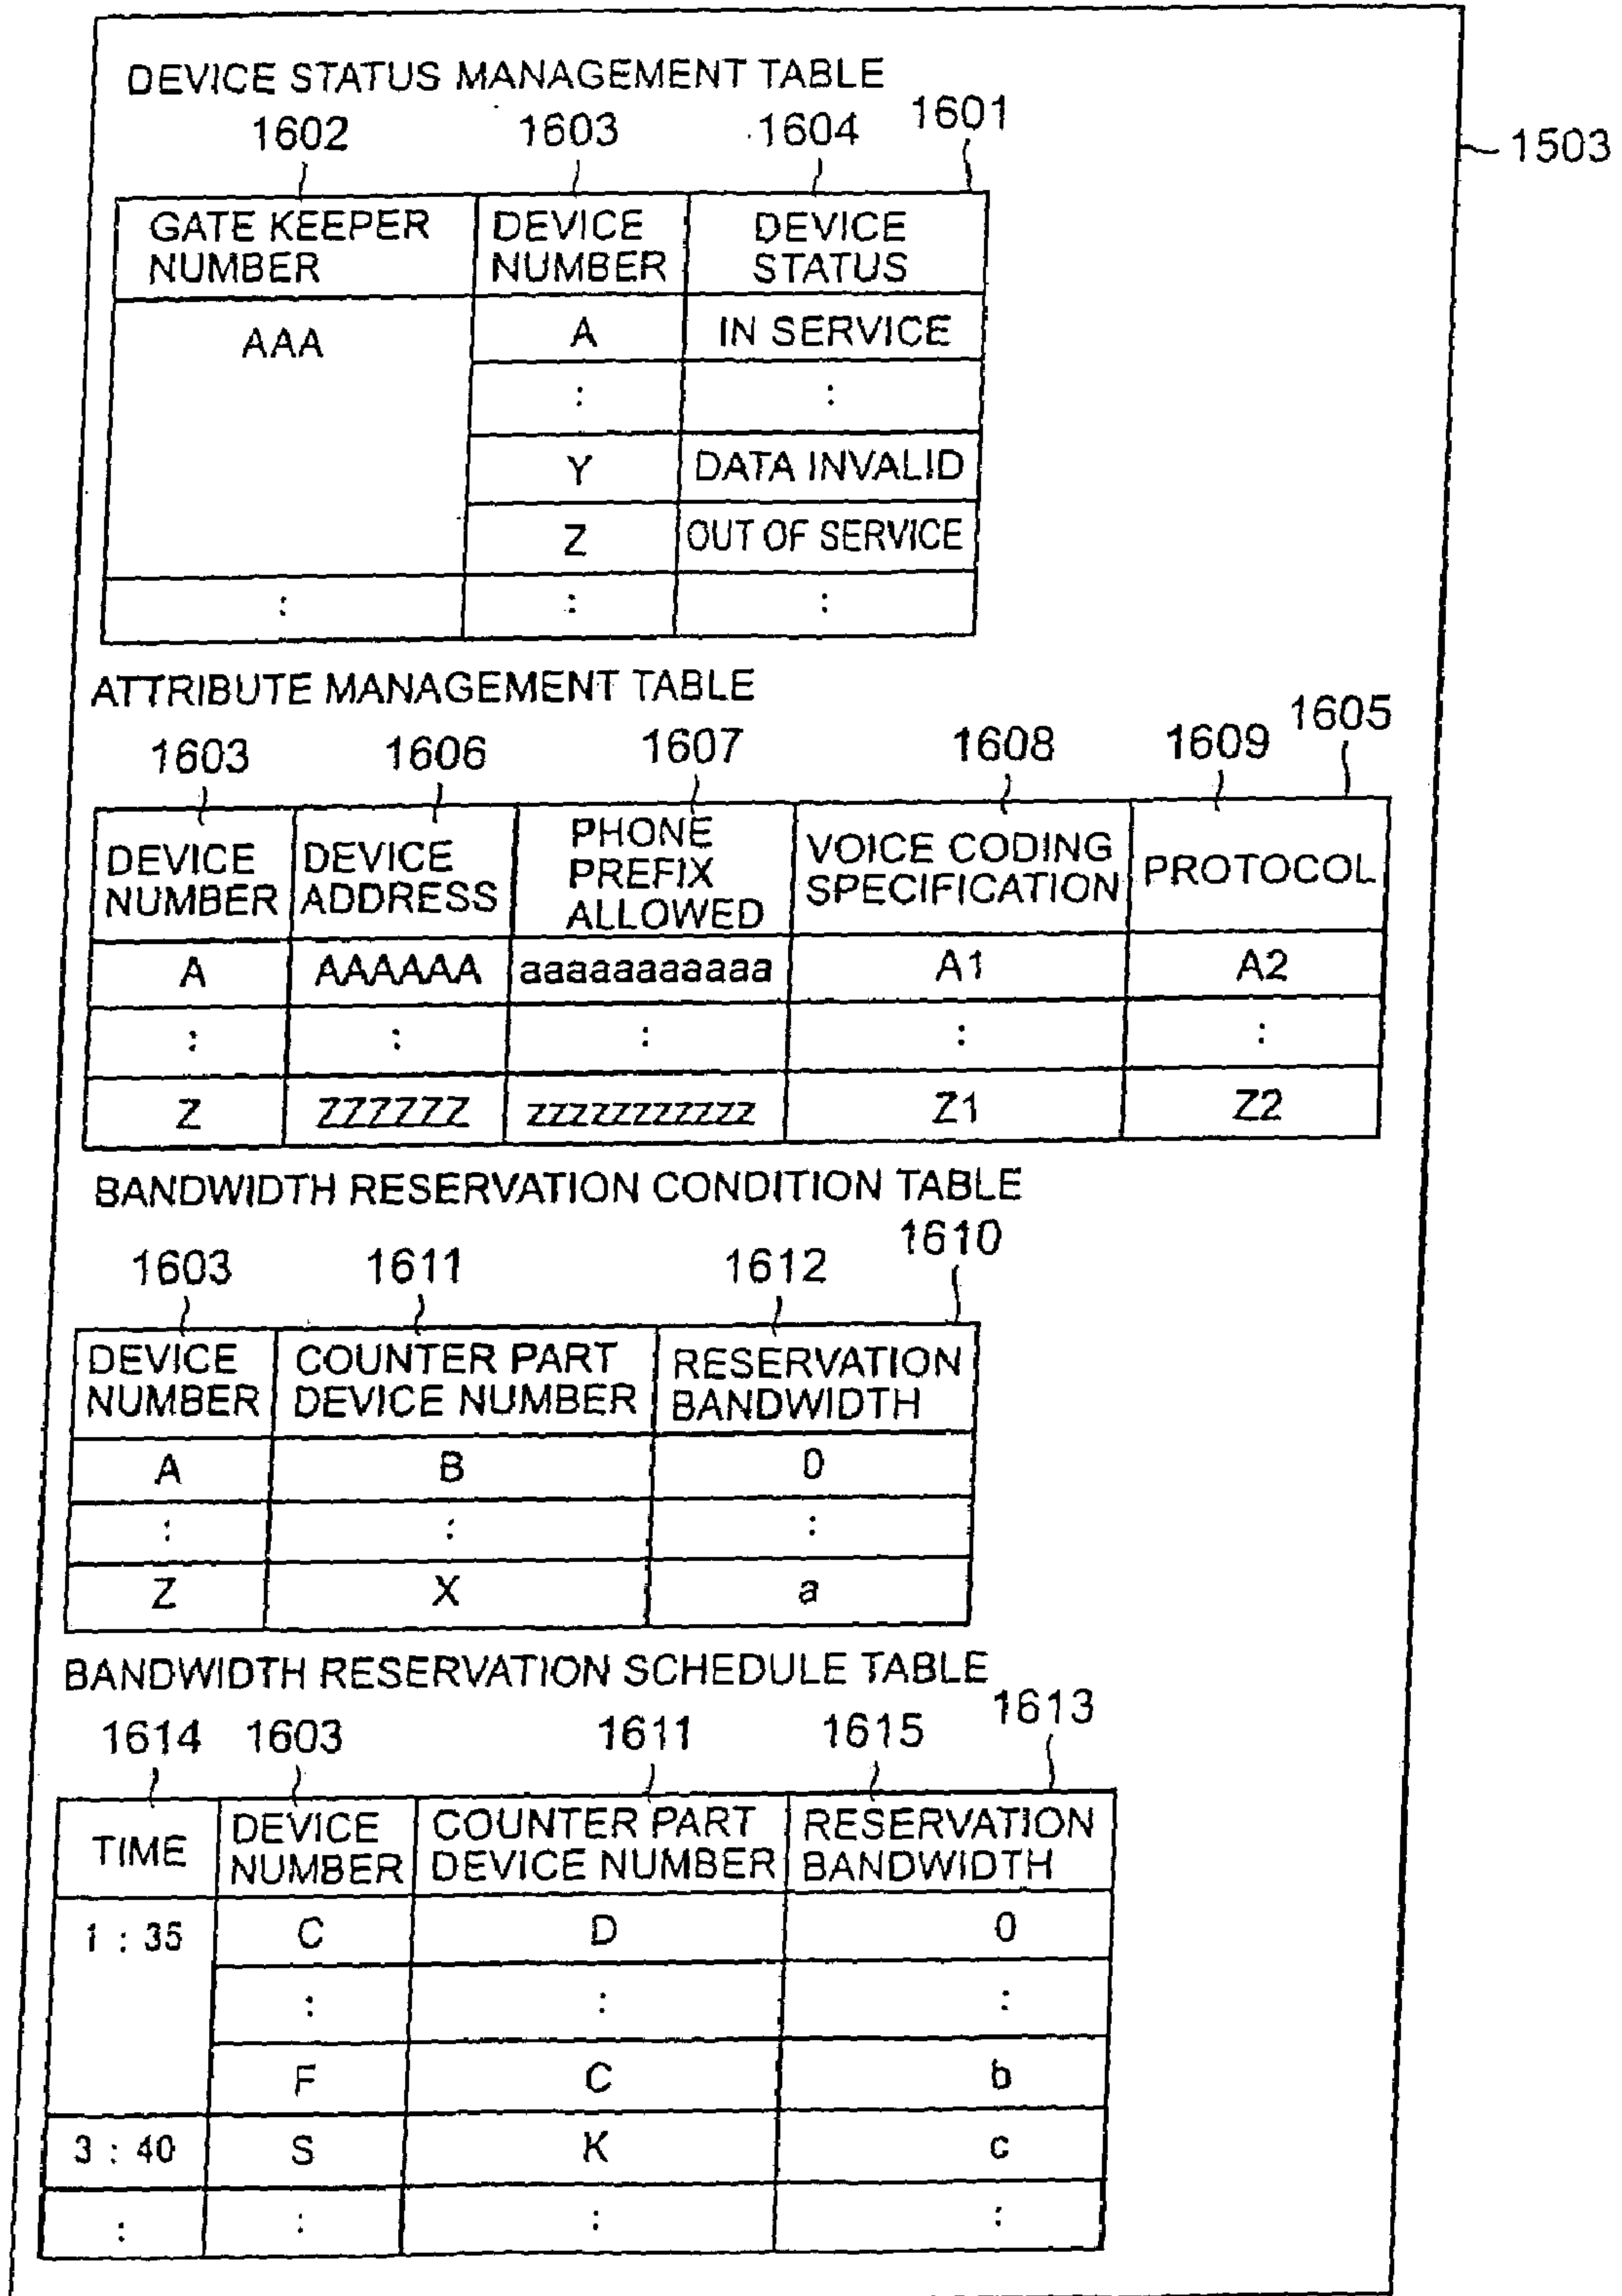 DEVICE STATUS MANAGEMENT TABLE
1602 1603 1604 1601
1503
GATE KEEPER NUMBER DEVICE NUMBER DEVICE STATUS
AAA A IN SERVICE
: :
Y DATA INVALID
Z OUT OF SERVICE
: : :
ATTRIBUTE MANAGEMENT TABLE
1603 1606 1607 1608 1609 1605
DEVICE NUMBER DEVICE ADDRESS PHONE PREFIX ALLOWED VOICE CODING SPECIFICATION PROTOCOL
A AAAAAA aaaaaaaaaaa A1 A2
: : : : :
Z ZZZZZZ zzzzzzzzzzz Z1 Z2
BANDWIDTH RESERVATION CONDITION TABLE
1603 1611 1612 1610
DEVICE NUMBER COUNTER PART DEVICE NUMBER RESERVATION BANDWIDTH
A B 0
: : :
Z X a
BANDWIDTH RESERVATION SCHEDULE TABLE
1614 1603 1611 1615 1613
TIME DEVICE NUMBER COUNTER PART DEVICE NUMBER RESERVATION BANDWIDTH
1 : 35 C D 0
: : :
F C b
3 : 40 S K c
: : : :